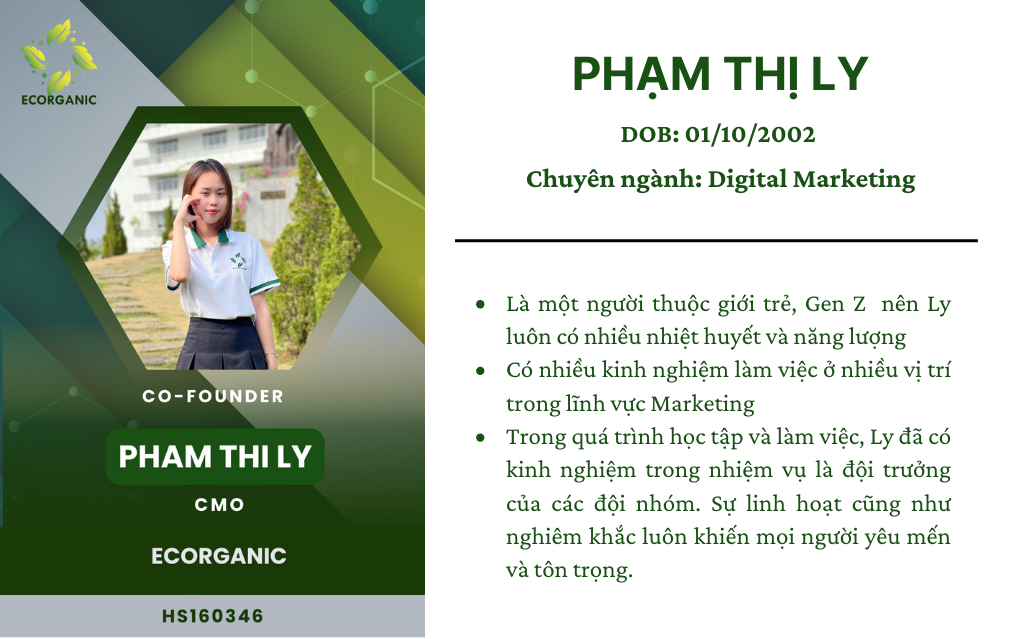 ECORGANIC
CO-FOUNDER
PHAM THI LY
CMO
ECORGANIC
HS160346
PHẠM THỊ LY
DOB: 01/10/2002
Chuyên ngành: Digital Marketing
• Là một người thuộc giới trẻ, Gen Z nên Ly
luôn có nhiều nhiệt huyết và năng lượng
• Có nhiều kinh nghiệm làm việc ở nhiều vị trí
trong lĩnh vực Marketing
• Trong quá trình học tập và làm việc, Ly đã có
kinh nghiệm trong nhiệm vụ là đội trưởng
của các đội nhóm. Sự linh hoạt cũng như
nghiêm khắc luôn khiến mọi người yêu mến
và tôn trọng.